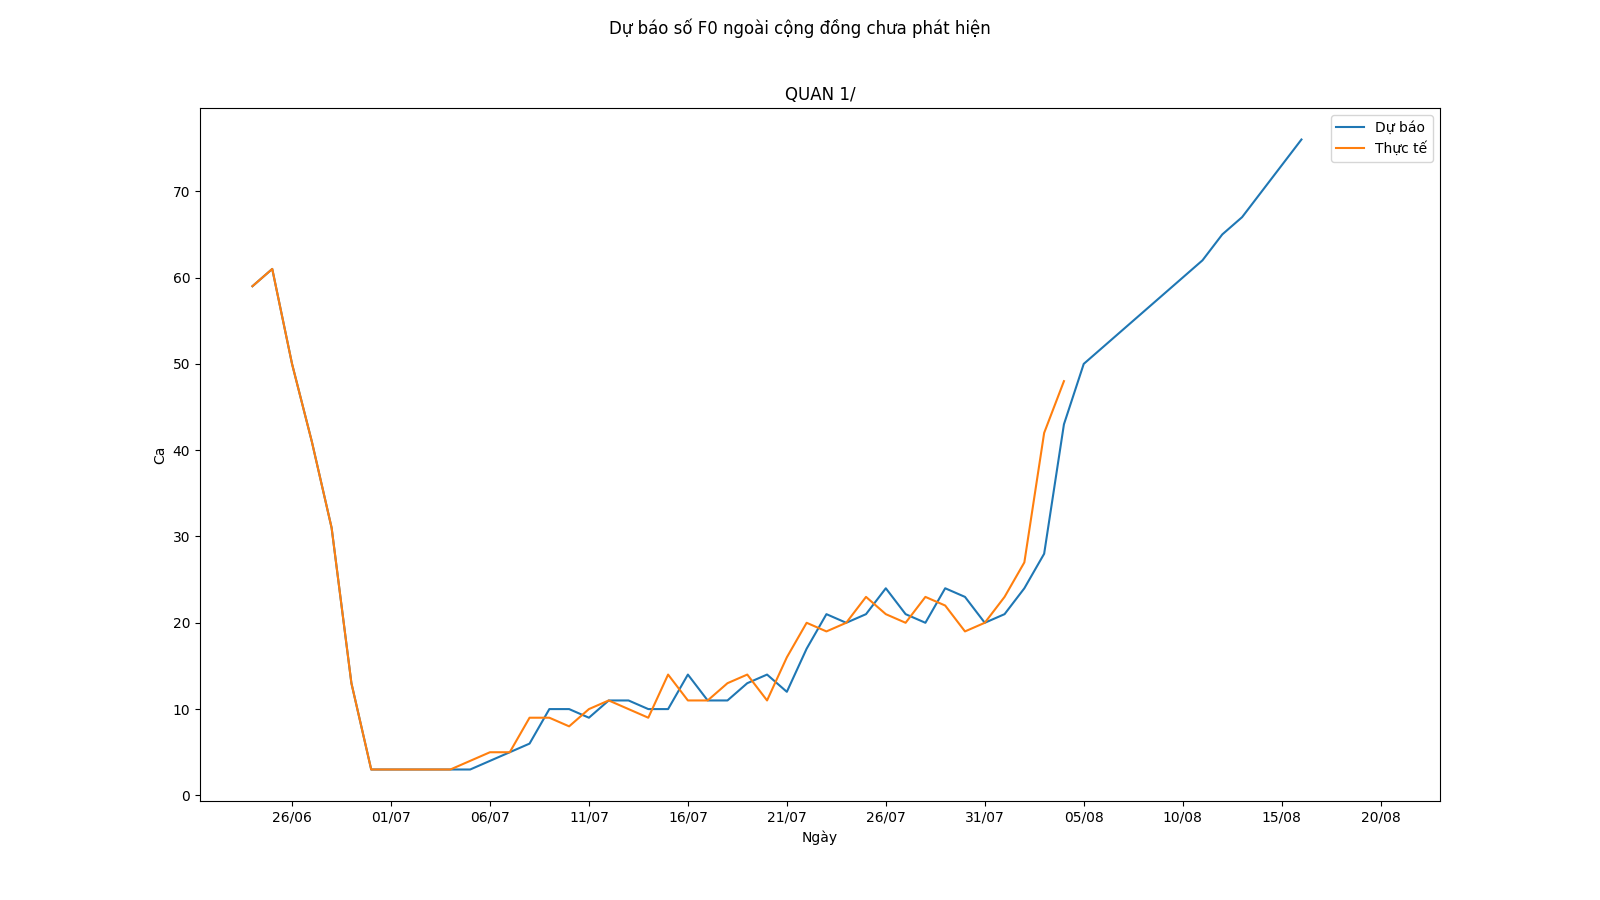 Dự báo số F0 ngoài cộng đồng chưa phát hiện
QUAN 1/
Dự báo
Thực tế
70
60
50
40
30
20
10
0
Ca
26/06 01/07 06/07 11/07 16/07 21/07 26/07 31/07 05/08 10/08 15/08 20/08
Ngày